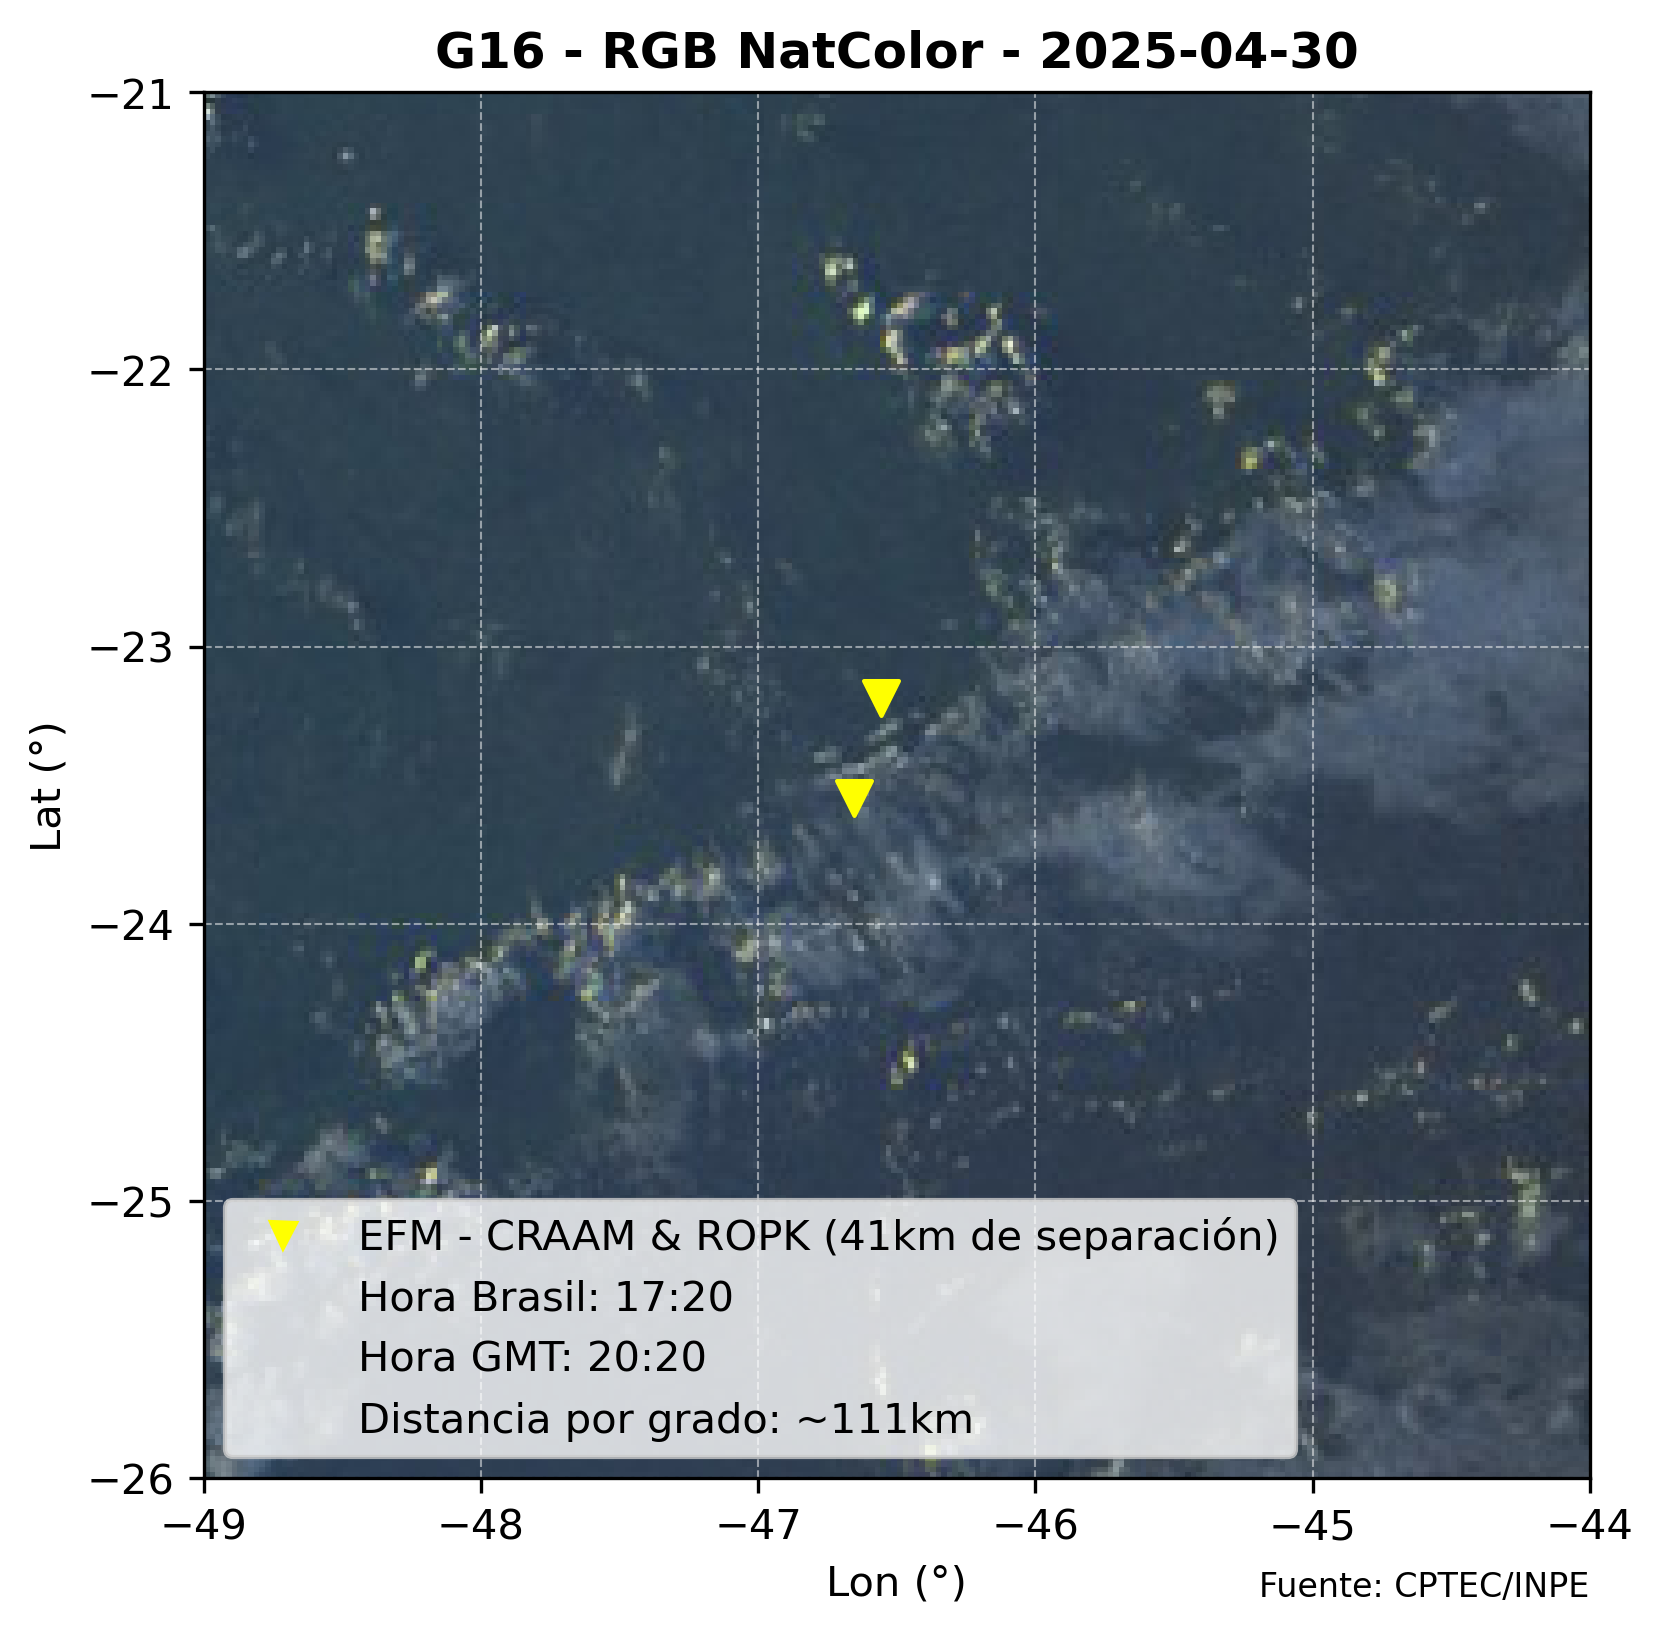 G16 - RGB NatColor - 2025-04-30
−21
−22
−23
−24
−25
−26
Lat (°)
EFM - CRAAM & ROPK (41km de separación)
Hora Brasil: 17:20
Hora GMT: 20:20
Distancia por grado: ~111km
−49 −48 −47 −46 −45 −44
Lon (°)
Fuente: CPTEC/INPE